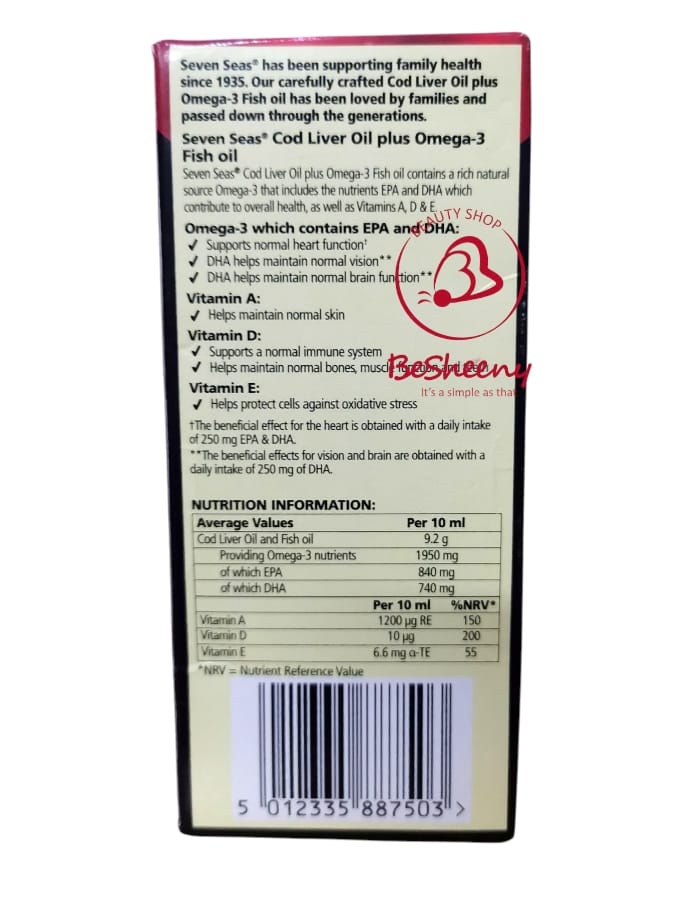 Seven Seas® has been supporting family health
since 1935. Our carefully crafted Cod Liver Oil plus
Omega-3 Fish oil has been loved by families and
passed down through the generations.
Seven Seas® Cod Liver Oil plus Omega-3
Fish oil
Seven Seas® Cod Liver Oil plus Omega-3 Fish oil contains a rich natural
source Omega-3 that includes the nutrients EPA and DHA which
contribute to overall health, as well as Vitamins A, D & E.
Omega-3 which contains EPA and DHA:
✓ Supports normal heart function†
✓ DHA helps maintain normal vision**
✓ DHA helps maintain normal brain function**
Vitamin A:
✓ Helps maintain normal skin
Vitamin D:
✓ Supports a normal immune system
✓ Helps maintain normal bones, muscle function and teeth
Vitamin E:
✓ Helps protect cells against oxidative stress
†The beneficial effect for the heart is obtained with a daily intake
of 250 mg EPA & DHA.
**The beneficial effects for vision and brain are obtained with a
daily intake of 250 mg of DHA.
BEAUTY SHOP
BeSheeny
It's a simple as that
NUTRITION INFORMATION:
Average Values Per 10 ml
Cod Liver Oil and Fish oil 9.2 g
Providing Omega-3 nutrients 1950 mg
of which EPA 840 mg
of which DHA 740 mg
Per 10 ml %NRV*
Vitamin A 1200 µg RE 150
Vitamin D 10 µg 200
Vitamin E 6.6 mg α-TE 55
*NRV = Nutrient Reference Value
5 012335 887503 >